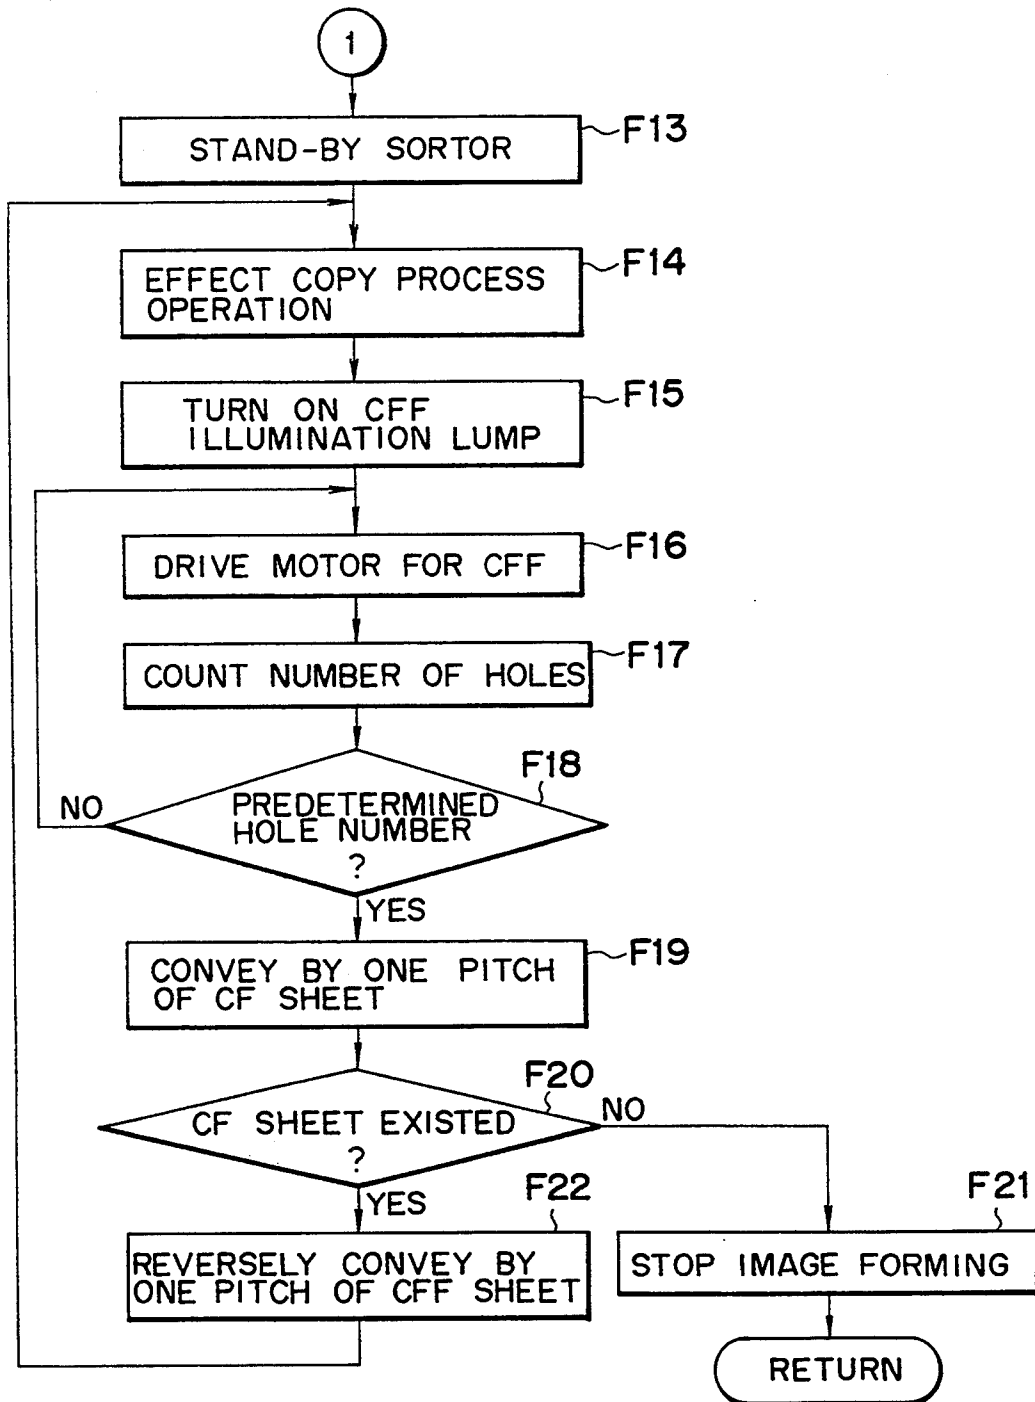 1
STAND-BY SORTOR
F13
EFFECT COPY PROCESS
OPERATION
F14
TURN ON CFF
ILLUMINATION LUMP
F15
DRIVE MOTOR FOR CFF
F16
COUNT NUMBER OF HOLES
F17
F18
NO
PREDETERMINED
HOLE NUMBER
?
YES
CONVEY BY ONE PITCH
OF CF SHEET
F19
F20
CF SHEET EXISTED
?
NO
YES
F22
REVERSELY CONVEY BY
ONE PITCH OF CFF SHEET
F21
STOP IMAGE FORMING
RETURN